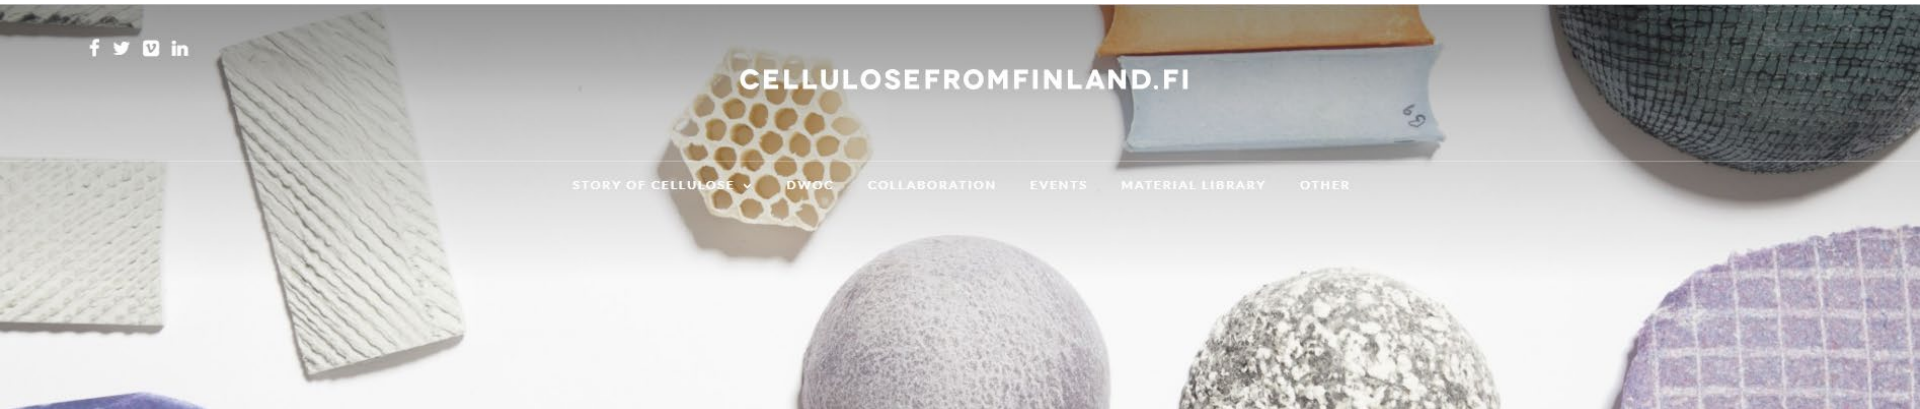 CELLULOSEFROMFINLAND.FI
STORY OF CELLULOSE DWOC COLLABORATION EVENTS MATERIAL LIBRARY OTHER